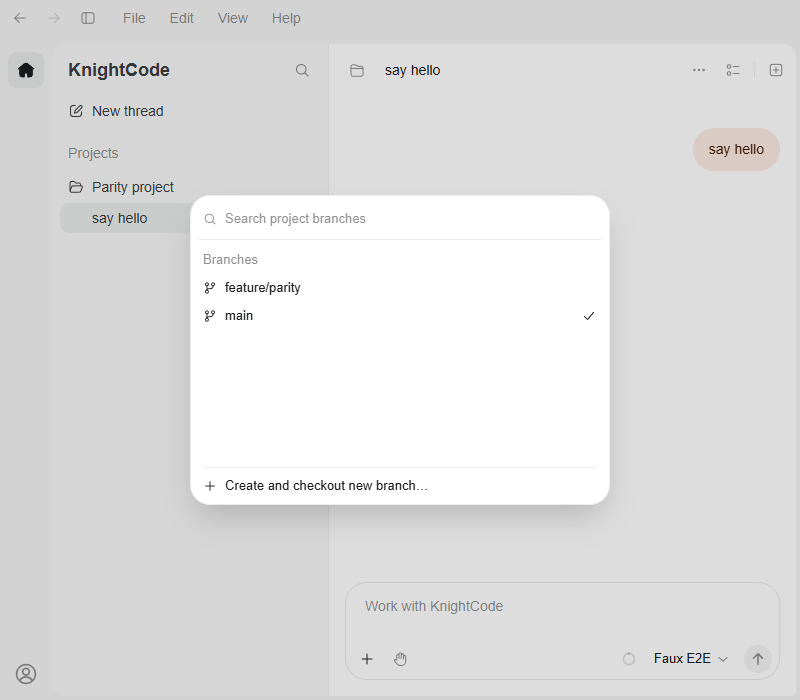 File Edit View Help
KnightCode
New thread
Projects
Parity project
say hello
say hello
say hello
Search project branches
Branches
feature/parity
main
Create and checkout new branch…
Work with KnightCode
Faux E2E